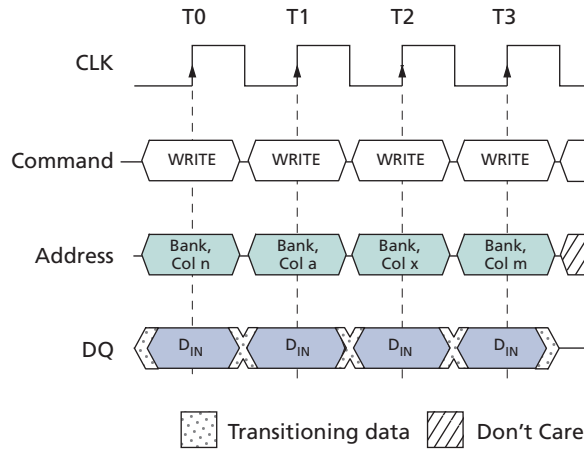 T0 T1 T2 T3
CLK
Command WRITE WRITE WRITE WRITE
Bank, Bank, Bank, Bank,
Address
Col n Col a Col x Col m
DQ DIN DIN DIN DIN
Transitioning data Don't Care